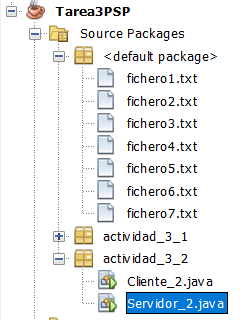 Tarea3PSP
Source Packages
<default package>
fichero1.txt
fichero2.txt
fichero3.txt
fichero4.txt
fichero5.txt
fichero6.txt
fichero7.txt
actividad_3_1
actividad_3_2
Cliente_2.java
Servidor_2.java